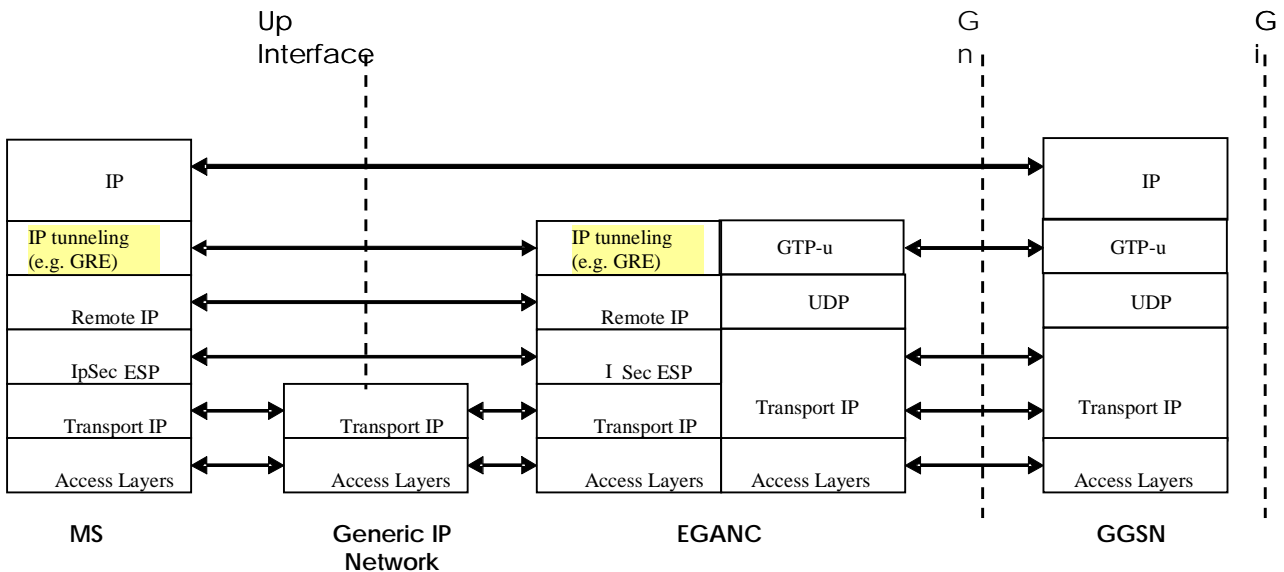 Up
Interface
G
n
G
i
IP
IP
IP tunneling
(e.g. GRE)
IP tunneling
(e.g. GRE)
GTP-u
GTP-u
Remote IP
Remote IP
UDP
UDP
IpSec ESP
I Sec ESP
Transport IP
Transport IP
Transport IP
Transport IP
Transport IP
Access Layers
Access Layers
Access Layers
Access Layers
Access Layers
MS
Generic IP
Network
EGANC
GGSN